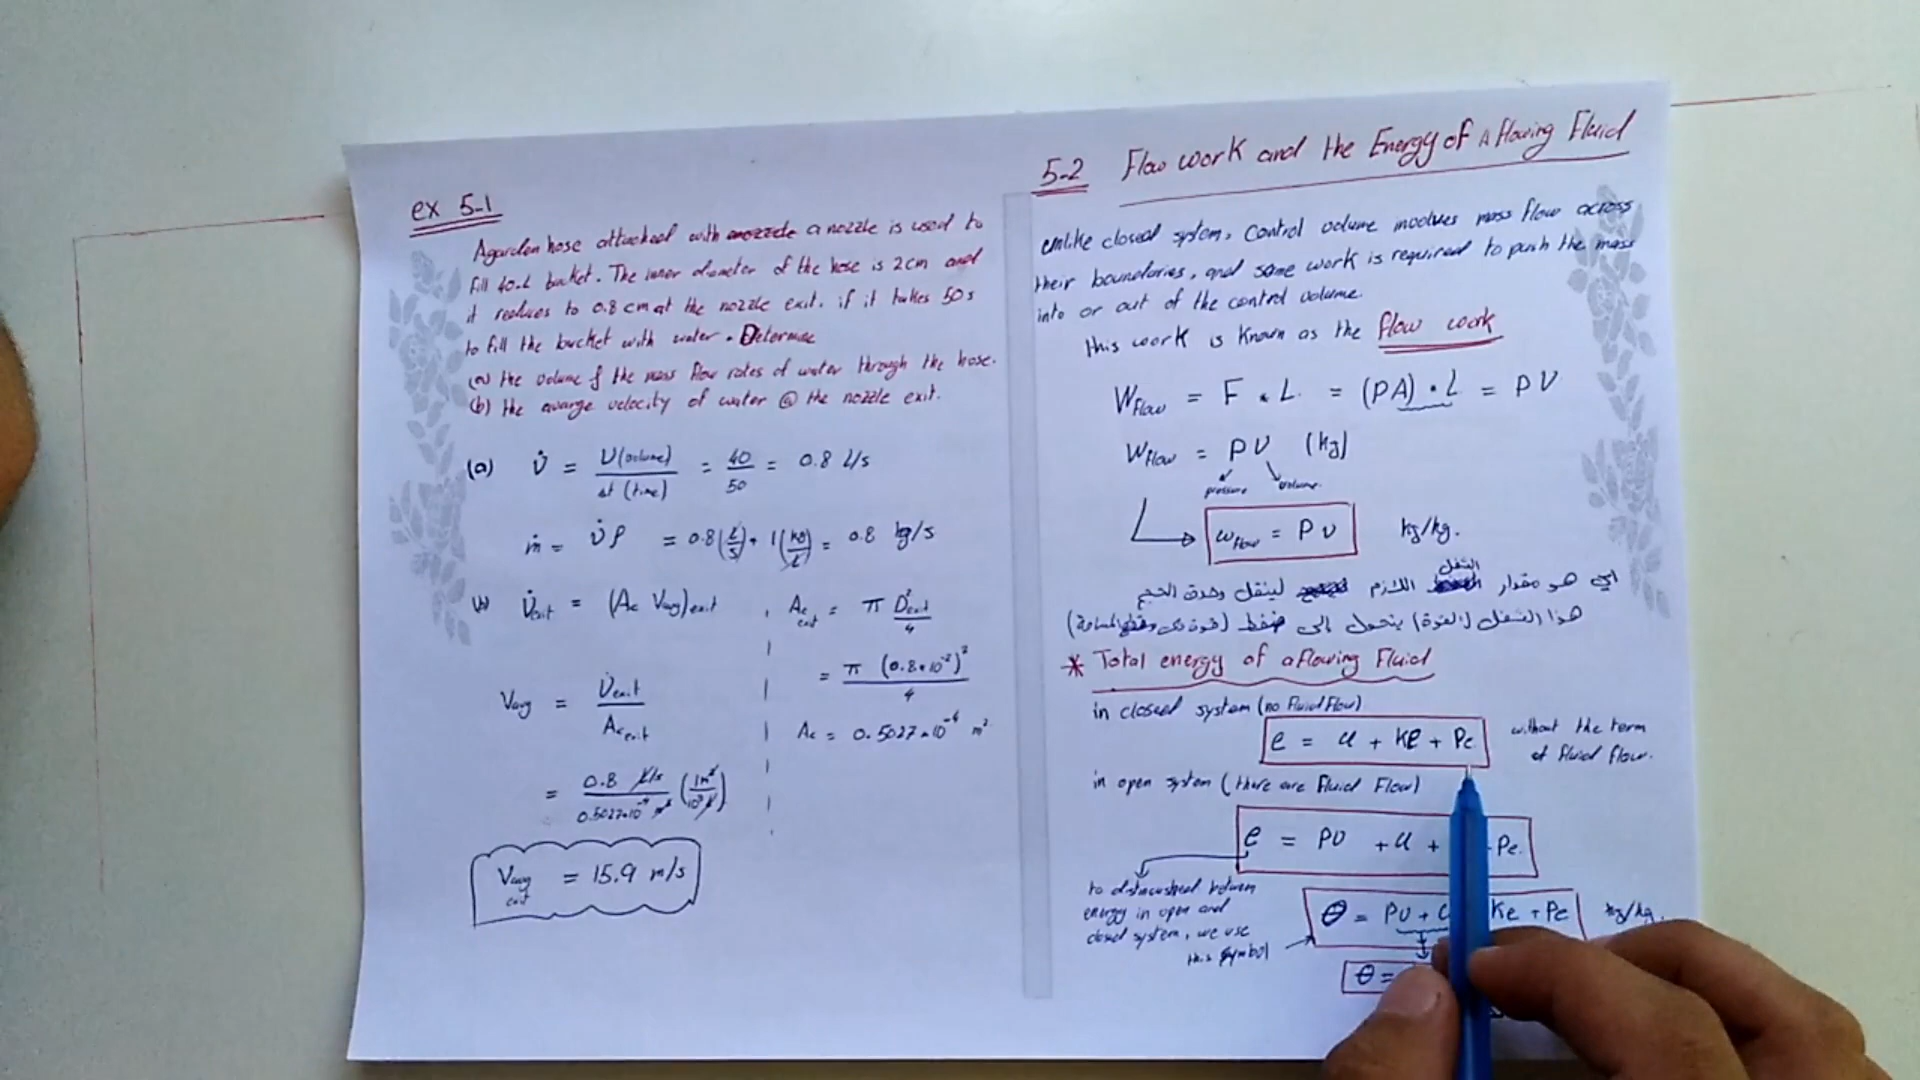 ex 5-1
A garden hose attached with a nozzle is used to
fill 40-L bucket. The inner diameter of the hose is 2 cm and
it reduces to 0.8 cm at the nozzle exit. if it takes 50 s
to fill the bucket with water. Determine
(a) the volume & the mass flow rates of water through the hose.
(b) the avarge velocity of water @ the nozzle exit.
(a) V̇ = V(volume) / Δt (time) = 40/50 = 0.8 L/s
ṁ = V̇ ρ = 0.8 (L/s) * 1 (kg/L) = 0.8 kg/s
(b) V̇exit = (Ac Vavg)exit
Vavg = V̇exit / Ac exit
= 0.8 L/s / 0.5027*10⁻⁴ m² (1m³ / 10³ L)
Vavg exit = 15.9 m/s
Ac exit = π D²exit / 4
= π (0.8*10⁻²)² / 4
Ac = 0.5027*10⁻⁴ m²
5-2 Flow work and the Energy of A flowing Fluid
unlike closed system, Control volume involves mass flow across
their boundaries, and some work is required to push the mass
into or out of the control volume.
this work is known as the flow work
Wflow = F . L = (PA) . L = PV
Wflow = PV (kJ)
pressure volume
wflow = Pv kJ/kg.
اي هو مقدار الشغل اللازم لينقل وحدة الحجم
هذا الشغل (القوة) يتحول إلى ضغط
* Total energy of a flowing Fluid
in closed system (no Fluid Flow)
e = u + ke + Pe
without the term
of fluid flow.
in open system (there are Fluid Flow)
e = Pv + u + Pe.
to distinushed between
energy in open and
closed system, we use
this symbol
θ = Pv + Ke + Pe kJ/kg.
θ =